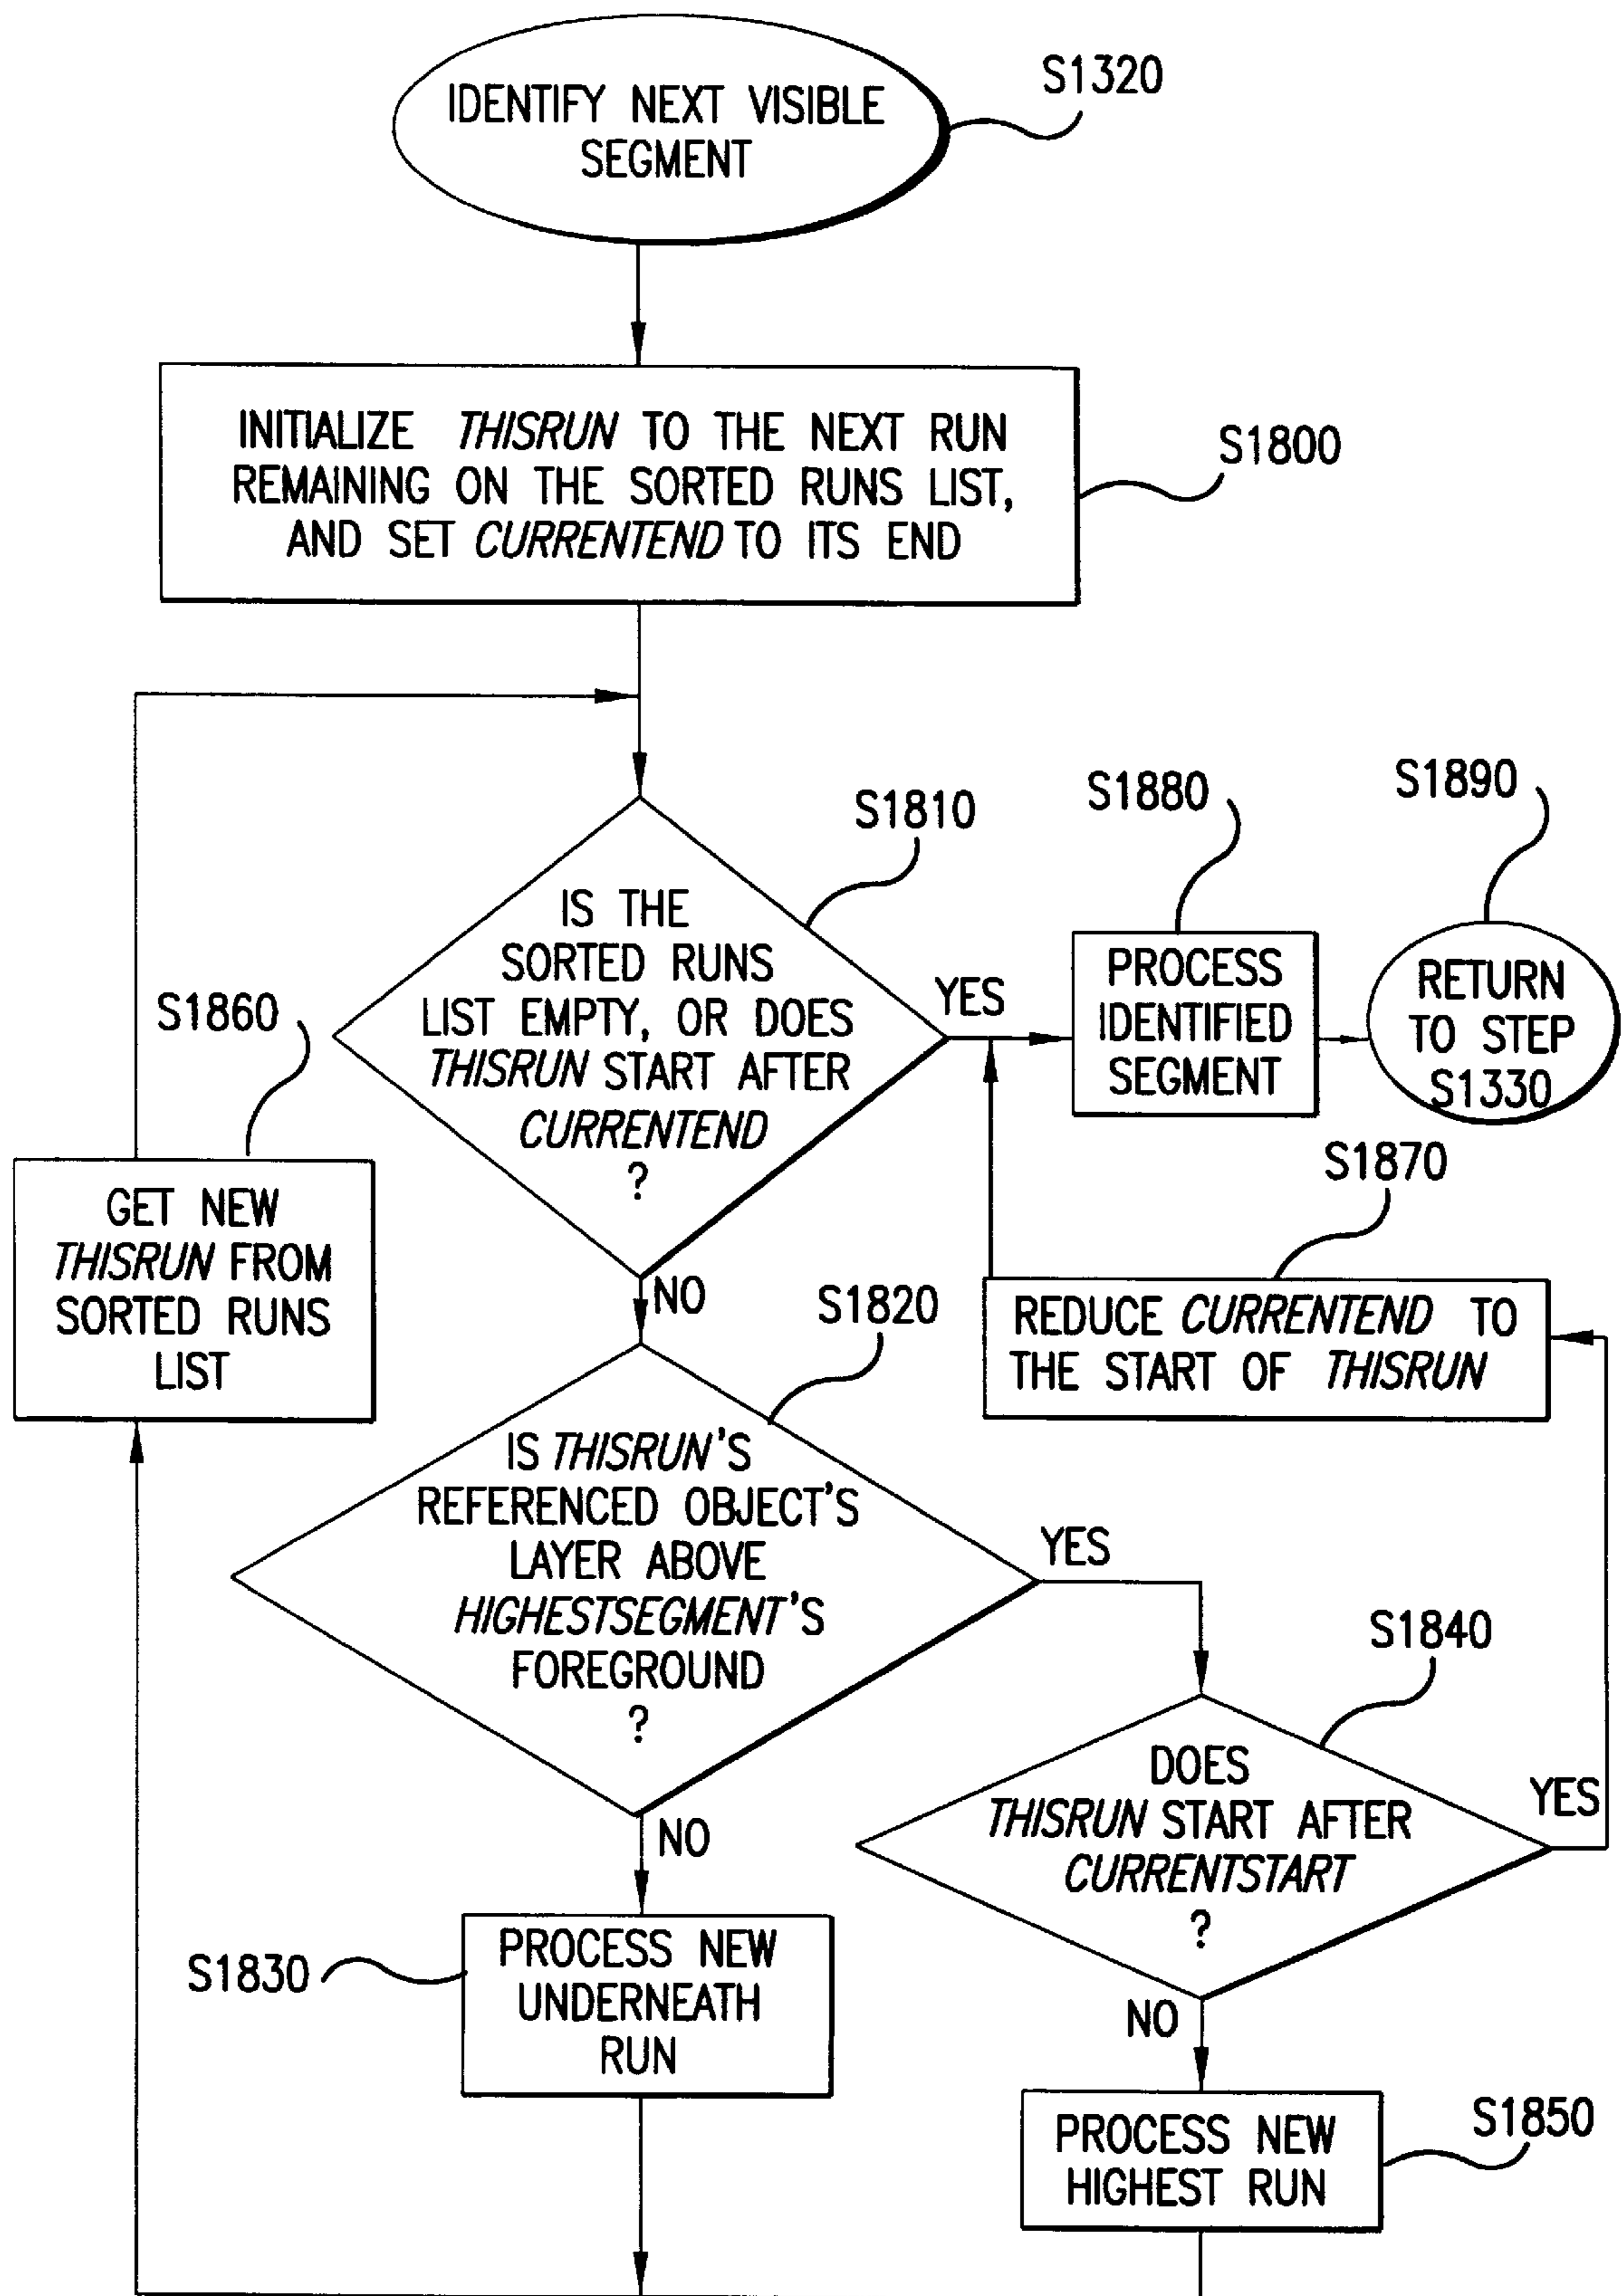 IDENTIFY NEXT VISIBLE
SEGMENT
S1320
INITIALIZE THISRUN TO THE NEXT RUN
REMAINING ON THE SORTED RUNS LIST,
AND SET CURRENTEND TO ITS END
S1800
S1810
IS THE
SORTED RUNS
LIST EMPTY, OR DOES
THISRUN START AFTER
CURRENTEND
?
YES
NO
S1880
PROCESS
IDENTIFIED
SEGMENT
S1890
RETURN
TO STEP
S1330
S1860
GET NEW
THISRUN FROM
SORTED RUNS
LIST
S1870
REDUCE CURRENTEND TO
THE START OF THISRUN
S1820
IS THISRUN'S
REFERENCED OBJECT'S
LAYER ABOVE
HIGHESTSEGMENT'S
FOREGROUND
?
YES
NO
S1840
DOES
THISRUN START AFTER
CURRENTSTART
?
YES
NO
S1830
PROCESS NEW
UNDERNEATH
RUN
PROCESS NEW
HIGHEST RUN
S1850